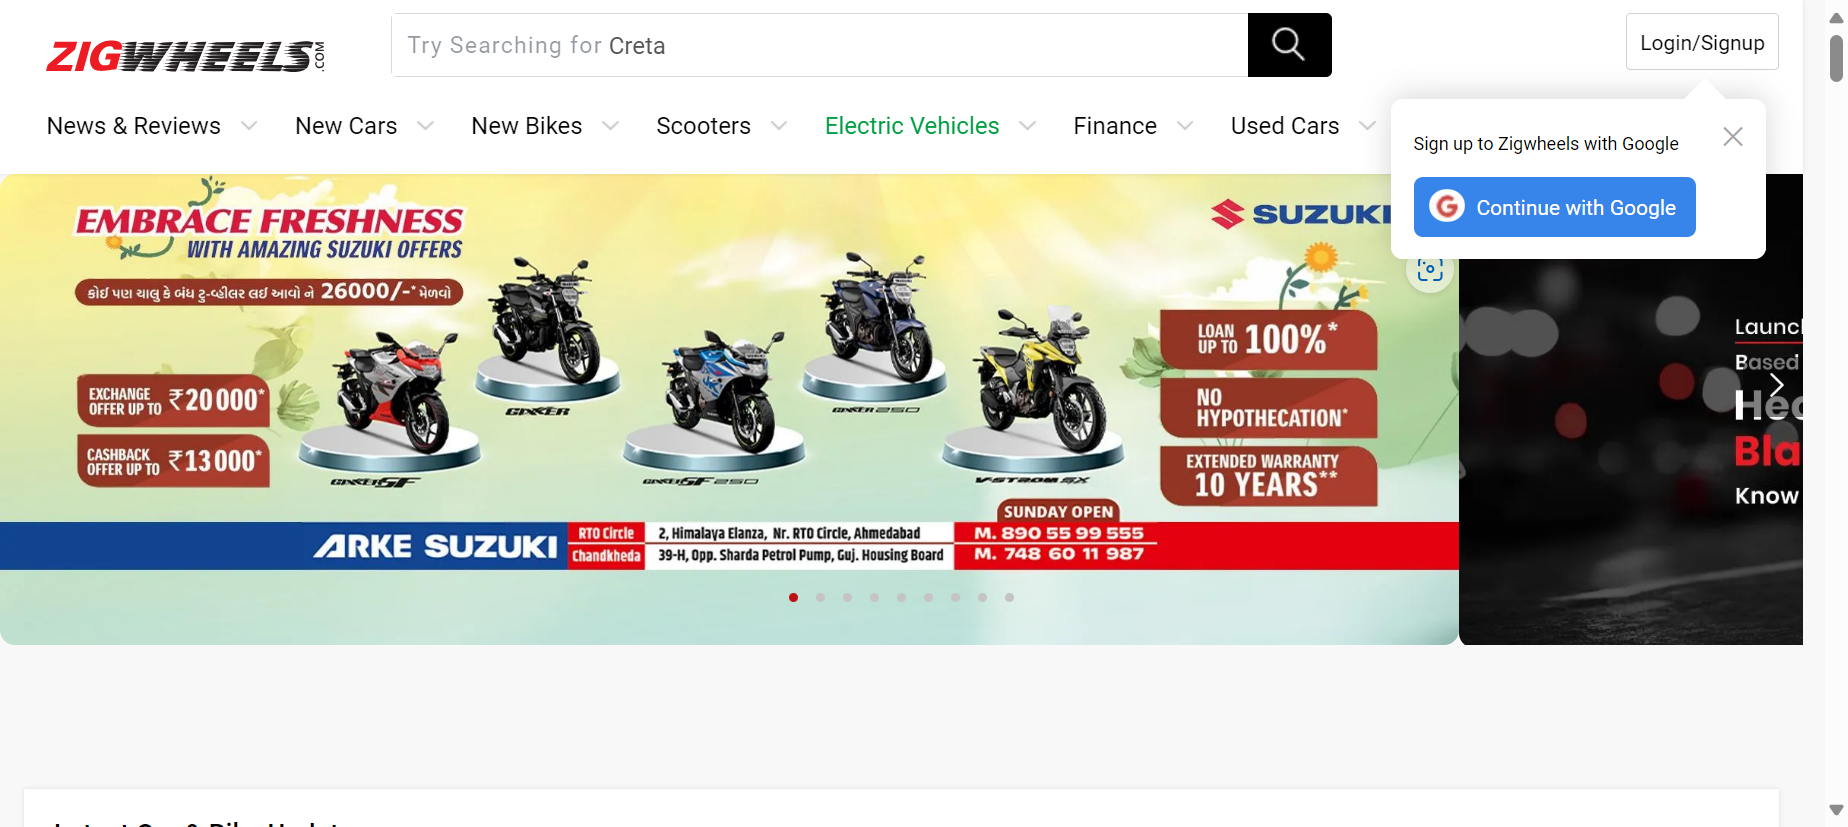 ZIGWHEELS.COM
Try Searching for Creta
Login/Signup
News & Reviews
New Cars
New Bikes
Scooters
Electric Vehicles
Finance
Used Cars
Sign up to Zigwheels with Google
Continue with Google
EMBRACE FRESHNESS
WITH AMAZING SUZUKI OFFERS
કોઈ પણ ચાલુ કે બંધ ટુ-વ્હીલર લઈ આવો ને 26000/-* મેળવો
SUZUKI
EXCHANGE
OFFER UP TO ₹20000*
CASHBACK
OFFER UP TO ₹13000*
GIXXER
GIXXER 250
GIXXER SF
GIXXER SF 250
V-STROM SX
LOAN
UP TO 100%*
NO
HYPOTHECATION*
EXTENDED WARRANTY
10 YEARS**
SUNDAY OPEN
ARKE SUZUKI
RTO Circle
2, Himalaya Elanza, Nr. RTO Circle, Ahmedabad
M. 890 55 99 555
Chandkheda
39-H, Opp. Sharda Petrol Pump, Guj. Housing Board
M. 748 60 11 987
Launc
Based
Hea
Bla
Know
Latest Car & Bike Updat